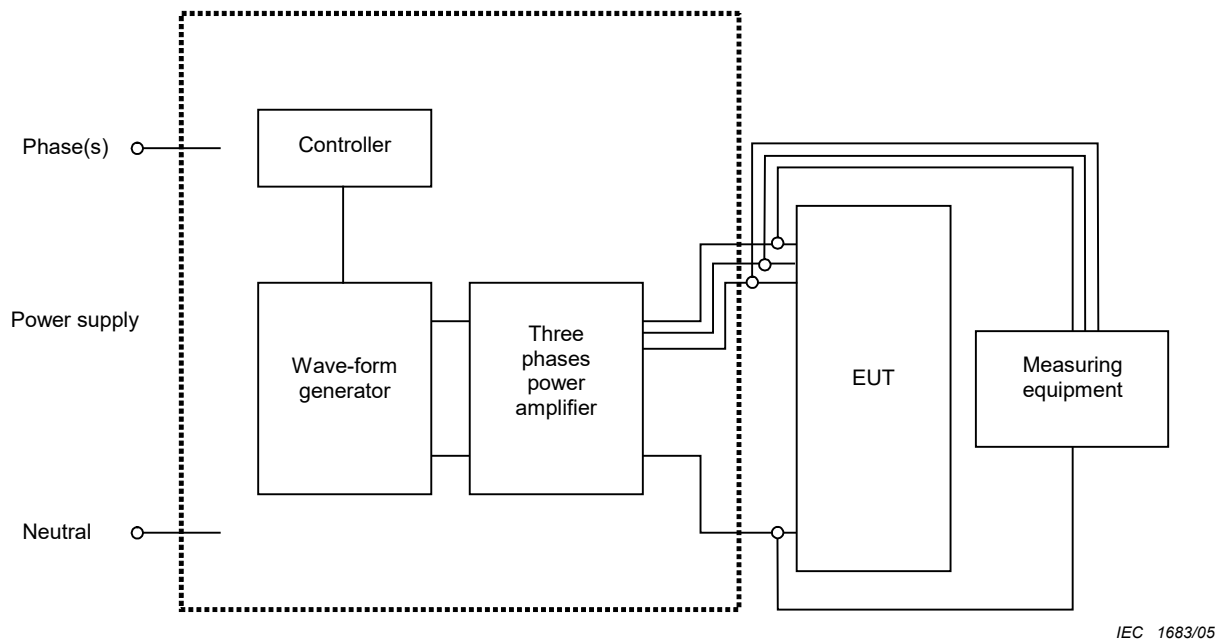 Phase(s)
Controller
Power supply
Wave-form
generator
Three
phases
power
amplifier
EUT
Measuring
equipment
Neutral
IEC 1683/05